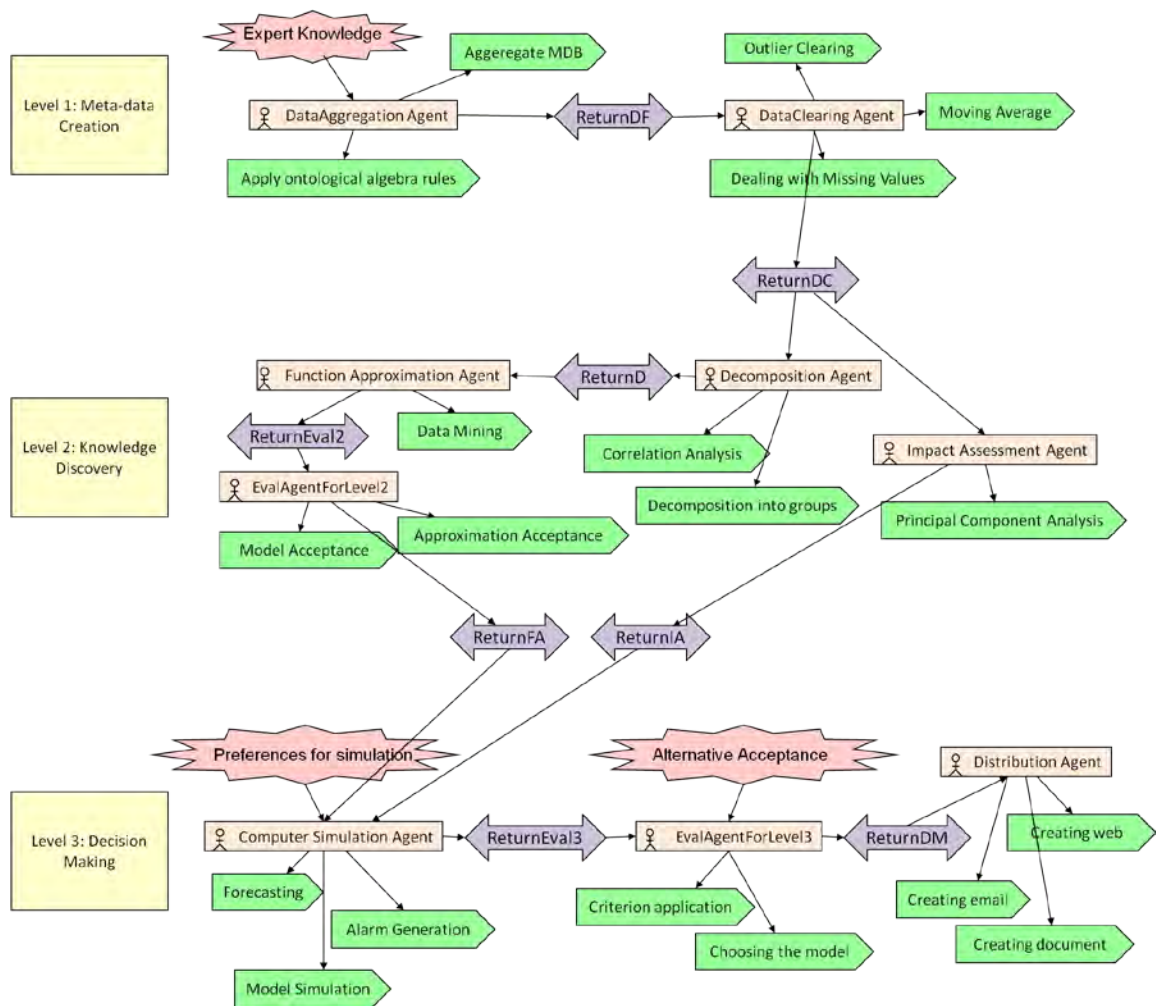 Expert Knowledge
Aggeregate MDB
Outlier Clearing
Level 1: Meta-data
Creation
DataAggregation Agent
ReturnDF
DataClearing Agent
Moving Average
Apply ontological algebra rules
Dealing with Missing Values
ReturnDC
Function Approximation Agent
ReturnD
Decomposition Agent
Level 2: Knowledge
Discovery
ReturnEval2
Data Mining
Correlation Analysis
Impact Assessment Agent
EvalAgentForLevel2
Decomposition into groups
Principal Component Analysis
Model Acceptance
Approximation Acceptance
ReturnFA
ReturnIA
Preferences for simulation
Alternative Acceptance
Distribution Agent
Level 3: Decision
Making
Computer Simulation Agent
ReturnEval3
EvalAgentForLevel3
ReturnDM
Creating web
Forecasting
Alarm Generation
Criterion application
Creating email
Choosing the model
Creating document
Model Simulation